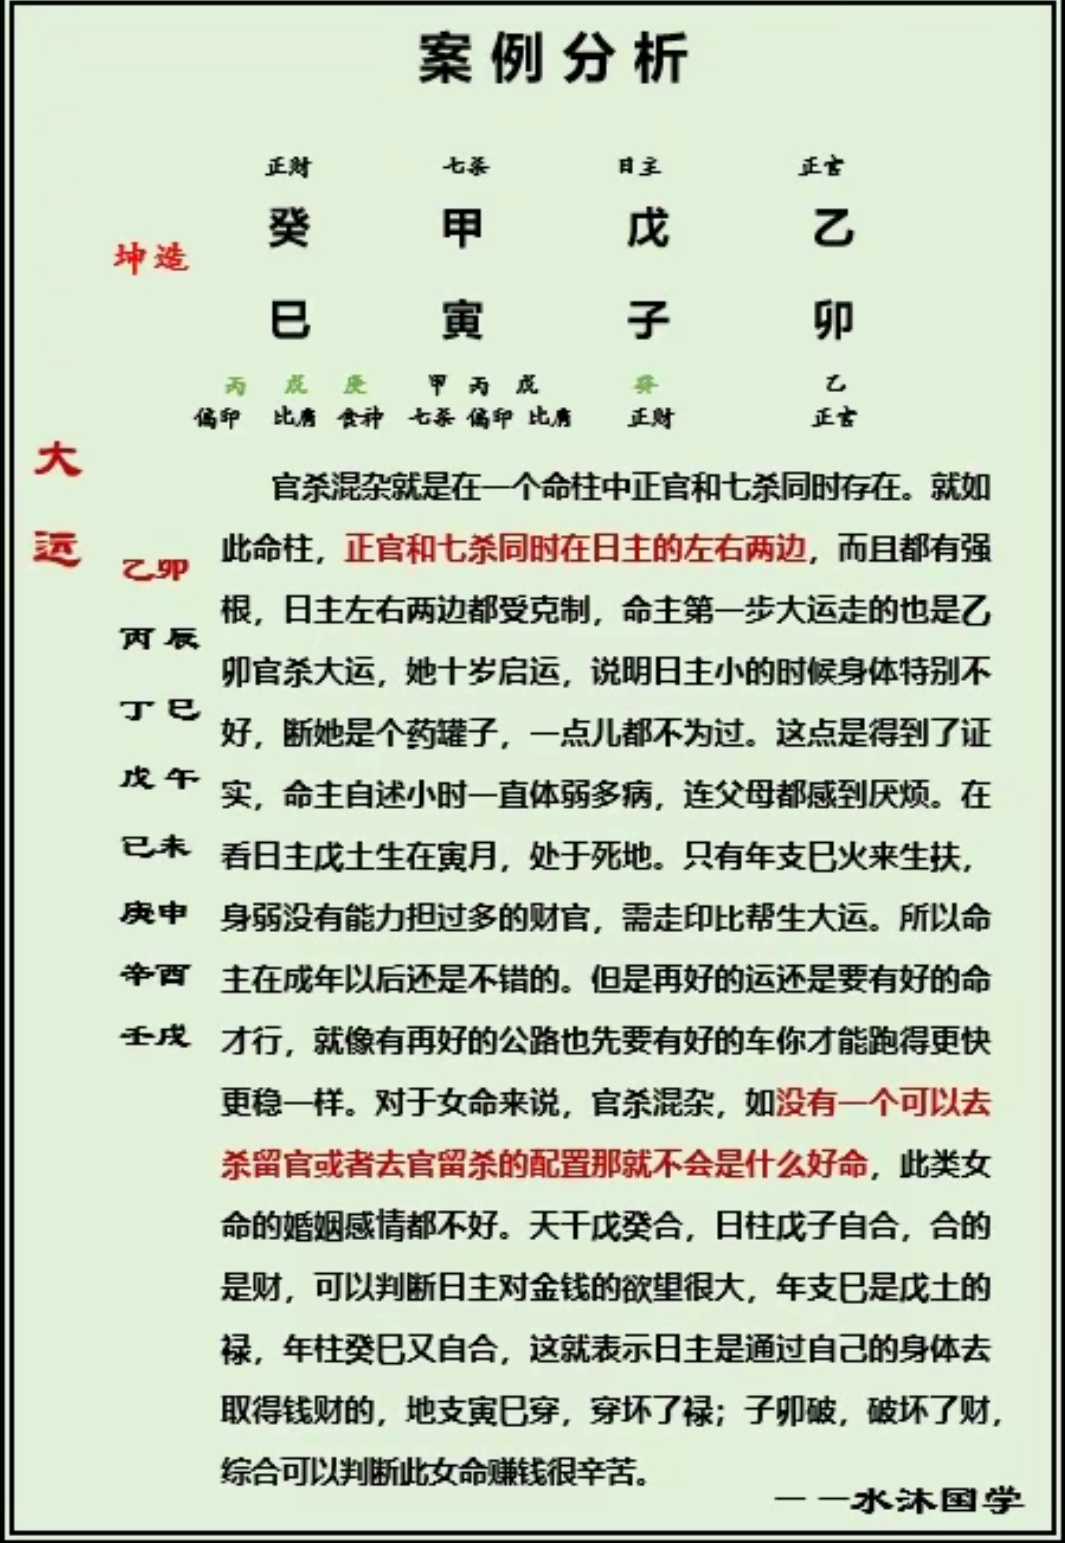 案例分析
正财 七杀 日主 正官
癸 甲 戊 乙
坤造
巳 寅 子 卯
丙 戊 庚 甲 丙 戊 癸 乙
偏印 比肩 食神 七杀 偏印 比肩 正财 正官
大
远
乙卯
丙辰
丁巳
戊午
己未
庚申
辛酉
壬戌
官杀混杂就是在一个命柱中正官和七杀同时存在。就如
此命柱，正官和七杀同时在日主的左右两边，而且都有强
根，日主左右两边都受克制，命主第一步大运走的也是乙
卯官杀大运，她十岁启运，说明日主小的时候身体特别不
好，断她是个药罐子，一点儿都不为过。这点是得到了证
实，命主自述小时一直体弱多病，连父母都感到厌烦。在
看日主戊土生在寅月，处于死地。只有年支巳火来生扶，
身弱没有能力担过多的财官，需走印比帮生大运。所以命
主在成年以后还是不错的。但是再好的运还是要有好的命
才行，就像有再好的公路也先要有好的车你才能跑得更快
更稳一样。对于女命来说，官杀混杂，如没有一个可以去
杀留官或者去官留杀的配置那就不会是什么好命，此类女
命的婚姻感情都不好。天干戊癸合，日柱戊子自合，合的
是财，可以判断日主对金钱的欲望很大，年支巳是戊土的
禄，年柱癸巳又自合，这就表示日主是通过自己的身体去
取得钱财的，地支寅巳穿，穿坏了禄；子卯破，破坏了财，
综合可以判断此女命赚钱很辛苦。
——水沐国学